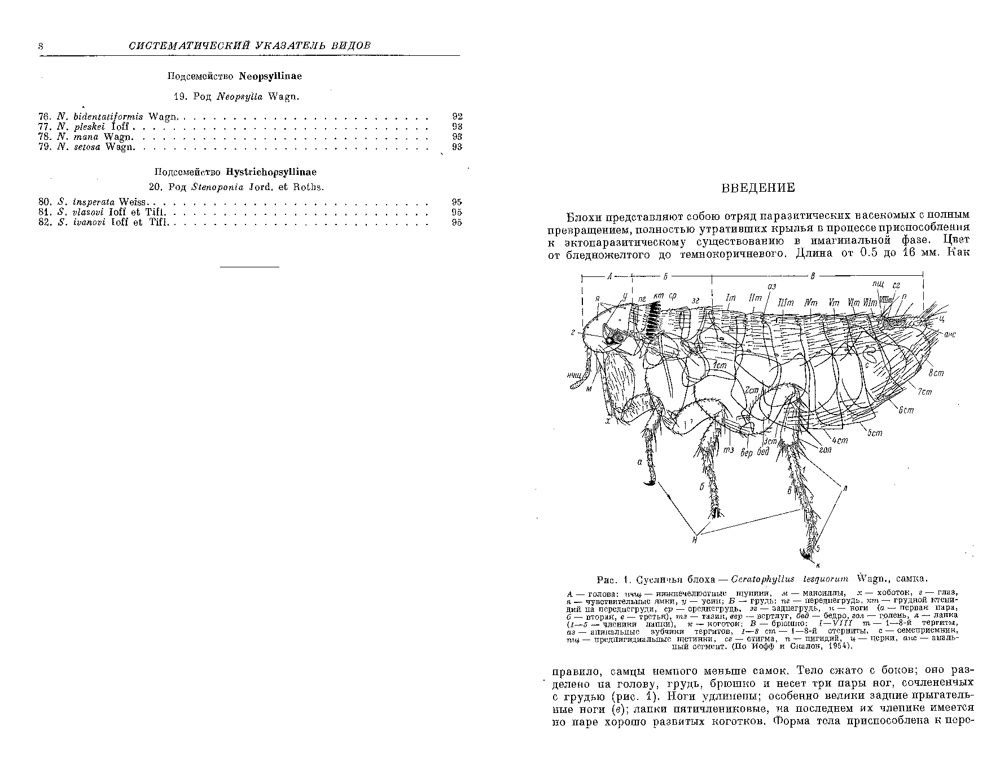 8 СИСТЕМАТИЧЕСКИЙ УКАЗАТЕЛЬ ВИДОВ
Подсемейство Neopsyllinae
19. Род Neopsylla Wagn.
76. N. bidentatiformis Wagn. . . . . . . . . . . . . . . . . . . . . . . . . . 92
77. N. pleskei Ioff . . . . . . . . . . . . . . . . . . . . . . . . . . . . . . 93
78. N. mana Wagn. . . . . . . . . . . . . . . . . . . . . . . . . . . . . . 93
79. N. setosa Wagn. . . . . . . . . . . . . . . . . . . . . . . . . . . . . . 93
Подсемейство Hystrichopsyllinae
20. Род Stenoponia Jord. et Roths.
80. S. insperata Weiss. . . . . . . . . . . . . . . . . . . . . . . . . . . . . 95
81. S. vlasovi Ioff et Tifl. . . . . . . . . . . . . . . . . . . . . . . . . . . 95
82. S. ivanovi Ioff et Tifl. . . . . . . . . . . . . . . . . . . . . . . . . . . 95
ВВЕДЕНИЕ
Блохи представляют собою отряд паразитических насекомых с полным
превращением, полностью утративших крылья в процессе приспособления
к эктопаразитическому существованию в имагинальной фазе. Цвет
от бледножелтого до темнокоричневого. Длина от 0.5 до 16 мм. Как
А Б В
я у пг кт ср зг Iт IIт аз IIIт IVт Vт VIт VIIт пщ VIIIт сг п
ц
г
анс
1ст с
нчщ 8ст
м 2ст 7ст
6ст
х
5ст
3ст 4ст
тз вер бед гол
а
1
б в л
2
3
4
Н
5
к
Рис. 1. Сусличья блоха — Ceratophyllus tesquorum Wagn., самка.
А — голова: нчщ — нижнечелюстные щупики, м — максиллы, х — хоботок, г — глаз,
я — чувствительные ямки, у — усик; Б — грудь: пг — переднегрудь, кт — грудной ктени-
дий на переднегруди, ср — среднегрудь, зг — заднегрудь, н — ноги (а — первая пара,
б — вторая, в — третья), тз — тазик, вер — вертлуг, бед — бедро, гол — голень, л — лапка
(1—5 — членики лапки), к — коготок; В — брюшко: I—VIII т — 1—8-й тергиты,
аз — апикальные зубчики тергитов, 1—8 ст — 1—8-й стерниты, с — семеприемник,
пщ — предпигидиальные щетинки, сг — стигма, п — пигидий, ц — церки, анс — аналь-
ный сегмент. (По Иофф и Скалон, 1954).
правило, самцы немного меньше самок. Тело сжато с боков; оно раз-
делено на голову, грудь, брюшко и несет три пары ног, сочлененных
с грудью (рис. 1). Ноги удлинены; особенно велики задние прыгатель-
ные ноги (в); лапки пятичлениковые, на последнем их членике имеется
по паре хорошо развитых коготков. Форма тела приспособлена к пере-